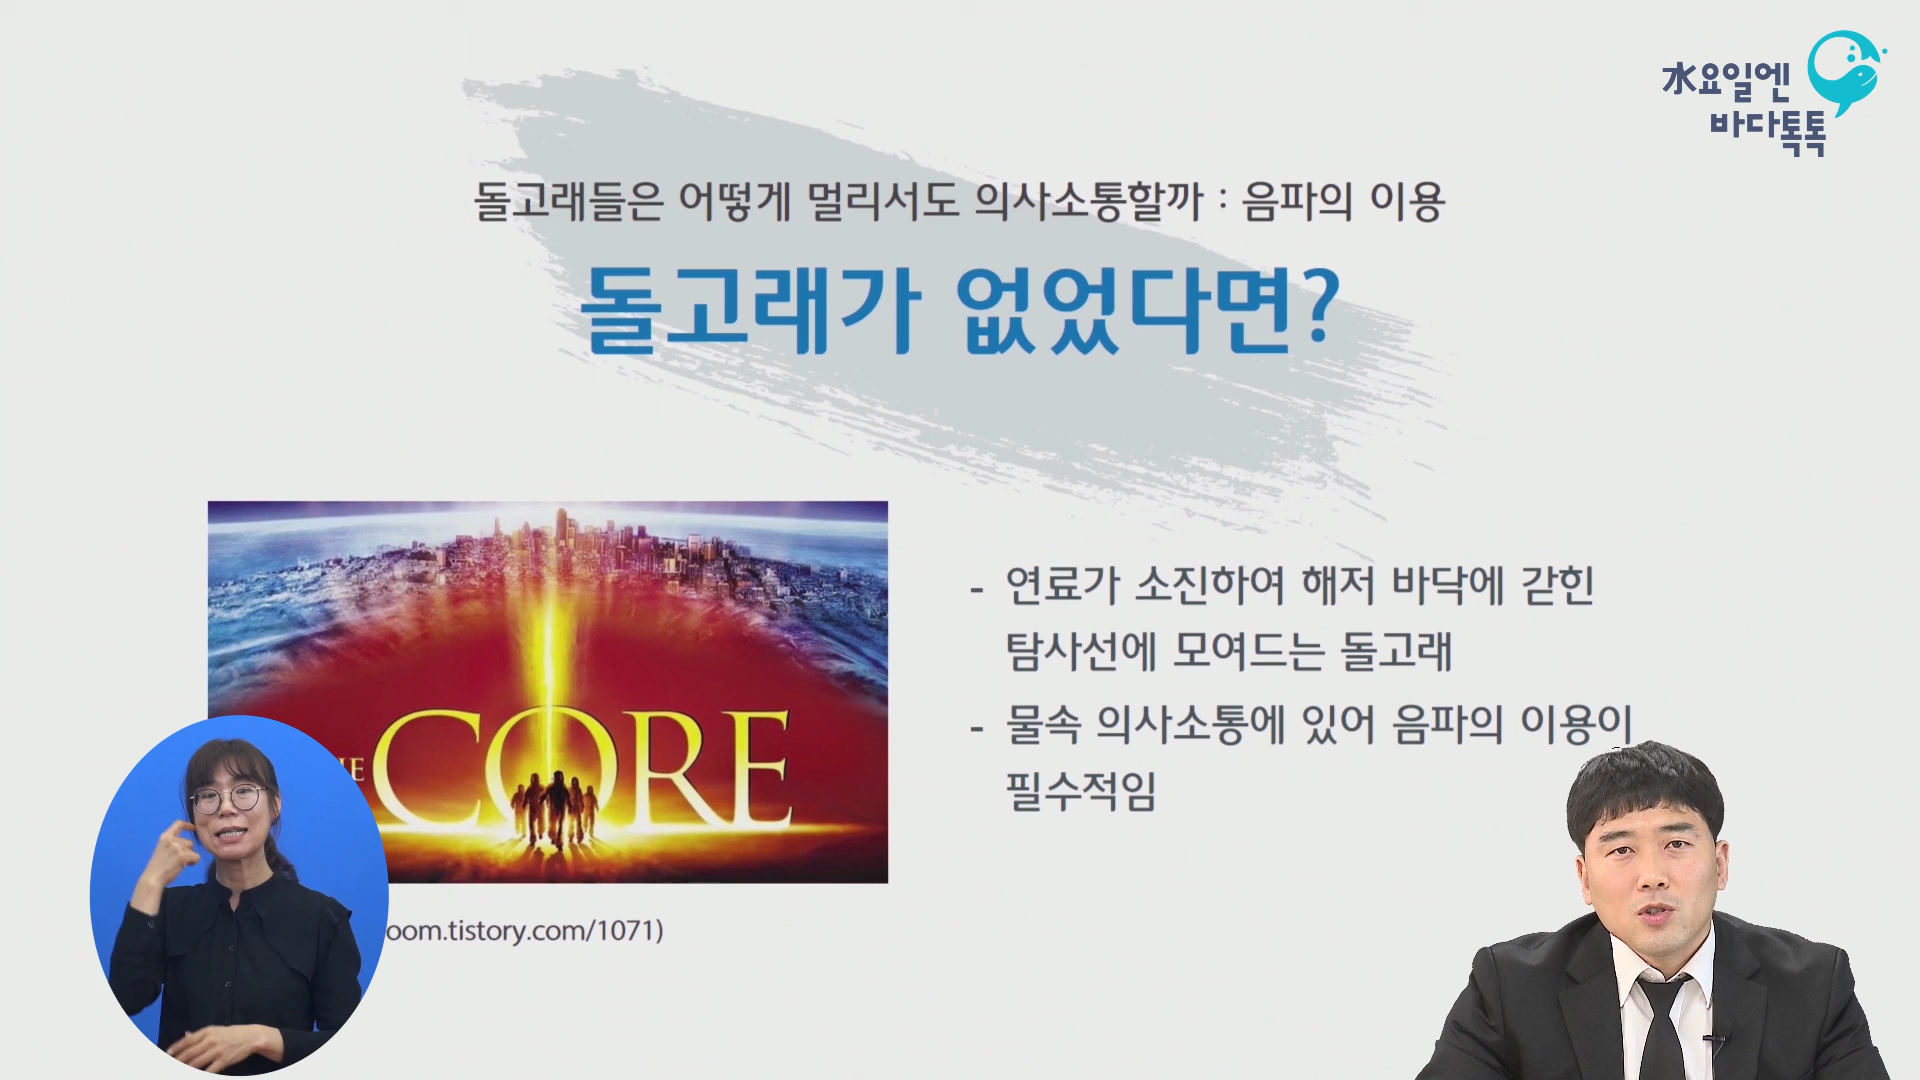 水요일엔
바다톡톡
돌고래들은 어떻게 멀리서도 의사소통할까 : 음파의 이용
돌고래가 없었다면?
CORE
- 연료가 소진하여 해저 바닥에 갇힌
탐사선에 모여드는 돌고래
- 물속 의사소통에 있어 음파의 이용이
필수적임
oom.tistory.com/1071)